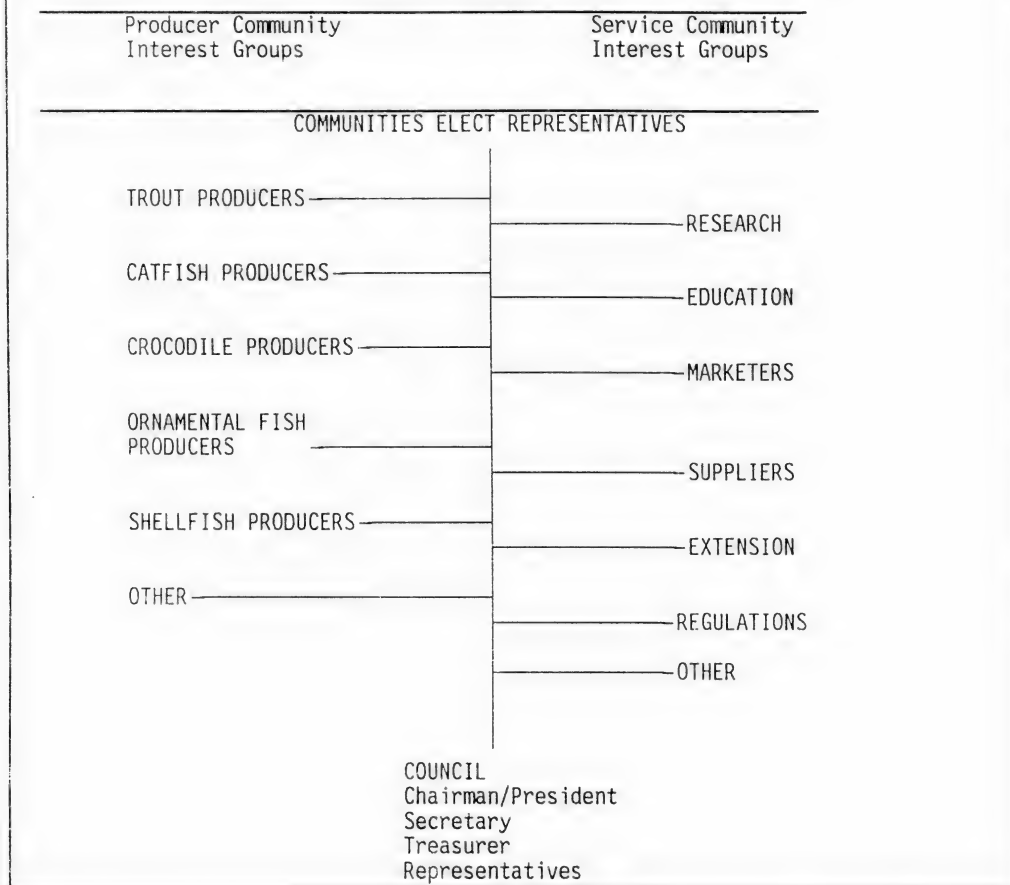 Producer Community Service Community
Interest Groups Interest Groups
COMMUNITIES ELECT REPRESENTATIVES
TROUT PRODUCERS
RESEARCH
CATFISH PRODUCERS
EDUCATION
CROCODILE PRODUCERS
MARKETERS
ORNAMENTAL FISH
PRODUCERS
SUPPLIERS
SHELLFISH PRODUCERS
EXTENSION
OTHER
REGULATIONS
OTHER
COUNCIL
Chairman/President
Secretary
Treasurer
Representatives